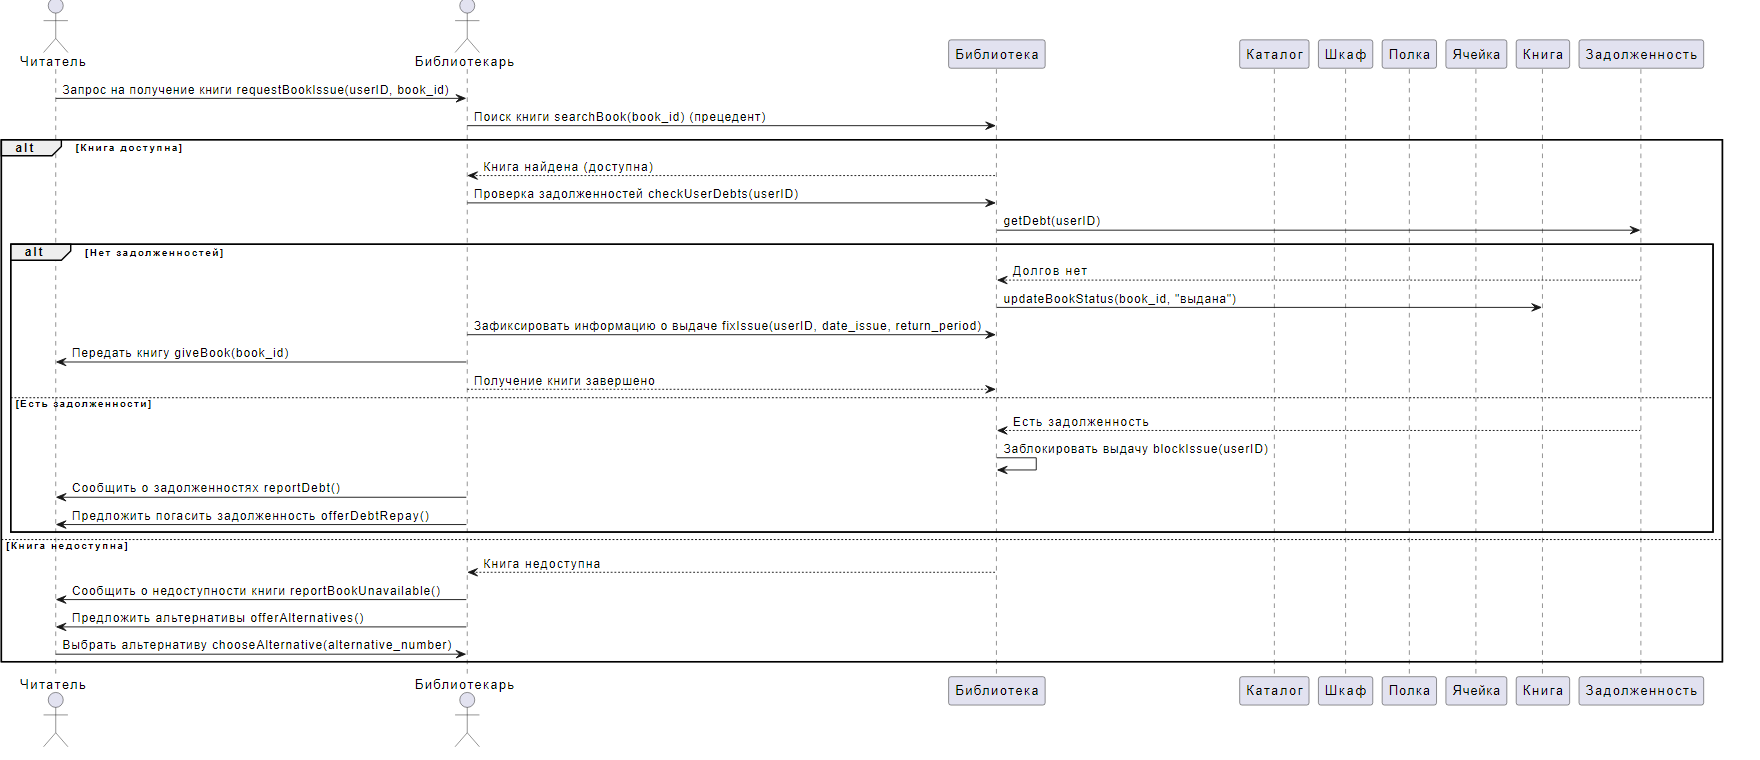 Читатель
Библиотекарь
Библиотека
Каталог
Шкаф
Полка
Ячейка
Книга
Задолженность
Запрос на получение книги requestBookIssue(userID, book_id)
Поиск книги searchBook(book_id) (прецедент)
alt [Книга доступна]
Книга найдена (доступна)
Проверка задолженностей checkUserDebts(userID)
getDebt(userID)
alt [Нет задолженностей]
Долгов нет
updateBookStatus(book_id, "выдана")
Зафиксировать информацию о выдаче fixIssue(userID, date_issue, return_period)
Передать книгу giveBook(book_id)
Получение книги завершено
[Есть задолженности]
Есть задолженность
Заблокировать выдачу blockIssue(userID)
Сообщить о задолженностях reportDebt()
Предложить погасить задолженность offerDebtRepay()
[Книга недоступна]
Книга недоступна
Сообщить о недоступности книги reportBookUnavailable()
Предложить альтернативы offerAlternatives()
Выбрать альтернативу chooseAlternative(alternative_number)
Читатель
Библиотекарь
Библиотека
Каталог
Шкаф
Полка
Ячейка
Книга
Задолженность